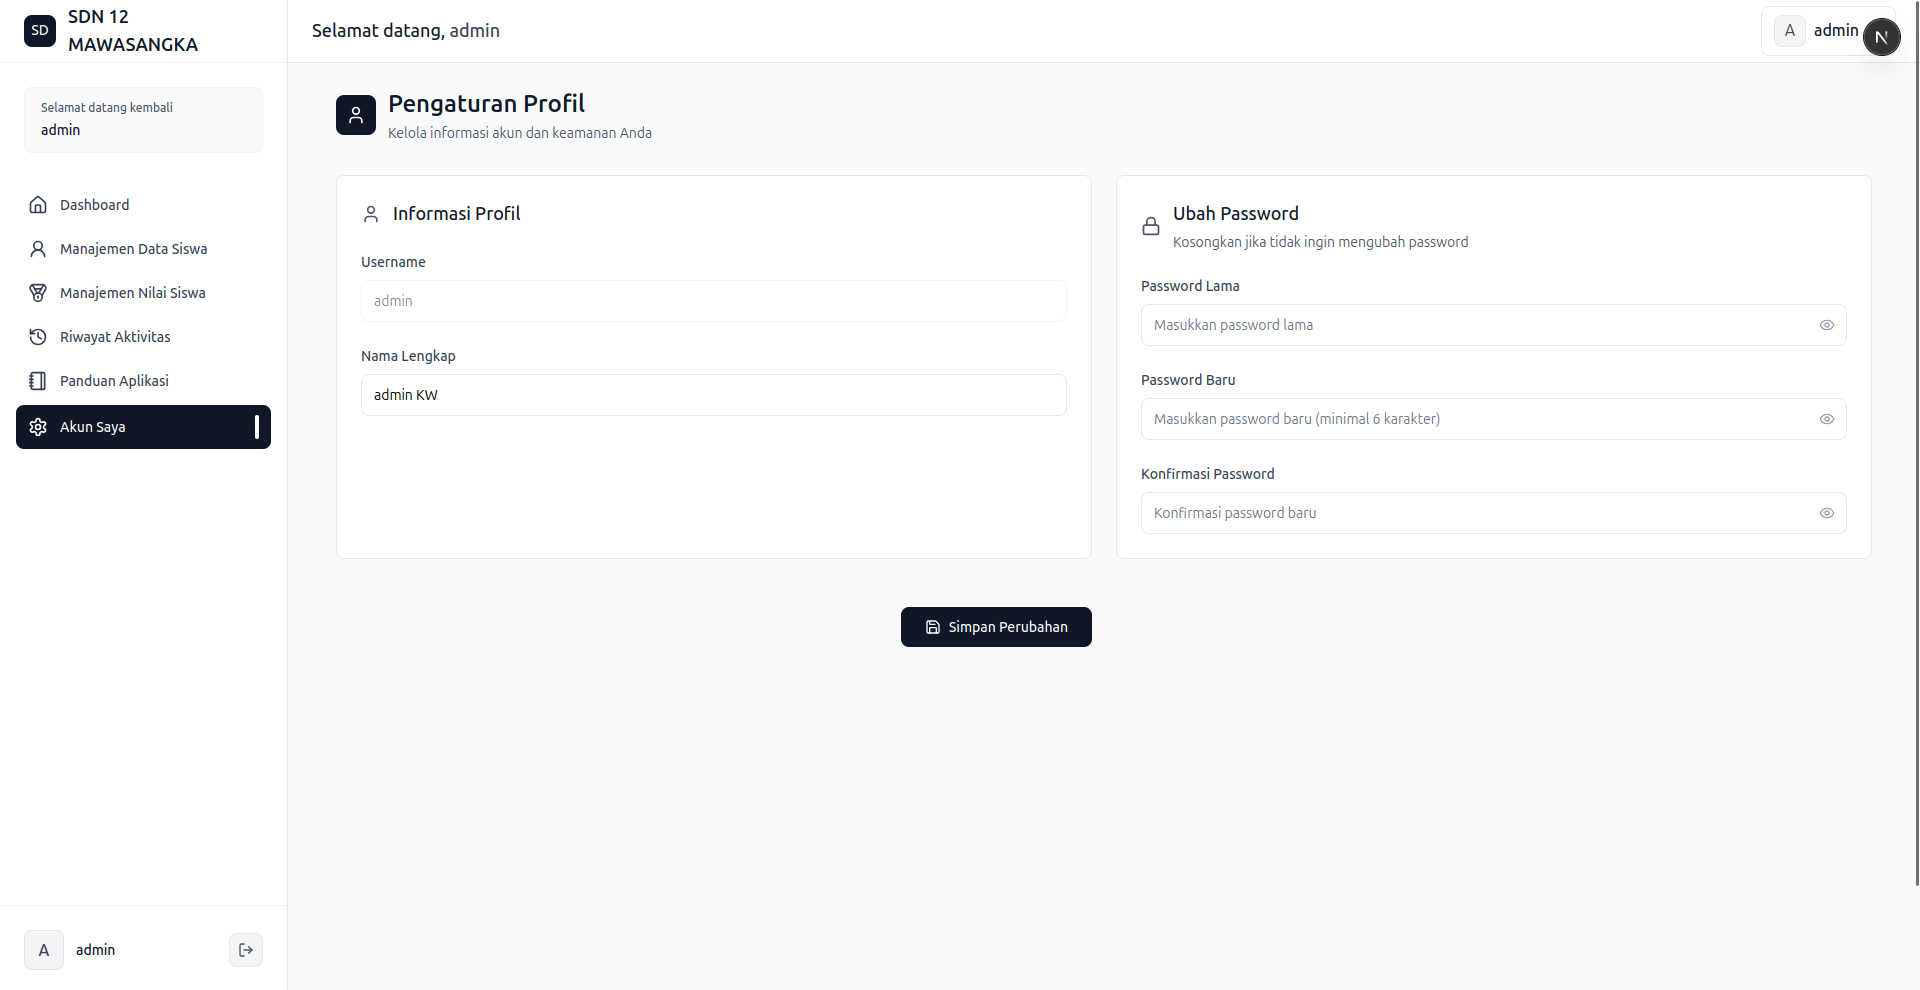 SD
SDN 12
MAWASANGKA
Selamat datang kembali
admin
Dashboard
Manajemen Data Siswa
Manajemen Nilai Siswa
Riwayat Aktivitas
Panduan Aplikasi
Akun Saya
A
admin
Selamat datang, admin
A
admin
N
Pengaturan Profil
Kelola informasi akun dan keamanan Anda
Informasi Profil
Username
admin
Nama Lengkap
admin KW
Ubah Password
Kosongkan jika tidak ingin mengubah password
Password Lama
Masukkan password lama
Password Baru
Masukkan password baru (minimal 6 karakter)
Konfirmasi Password
Konfirmasi password baru
Simpan Perubahan